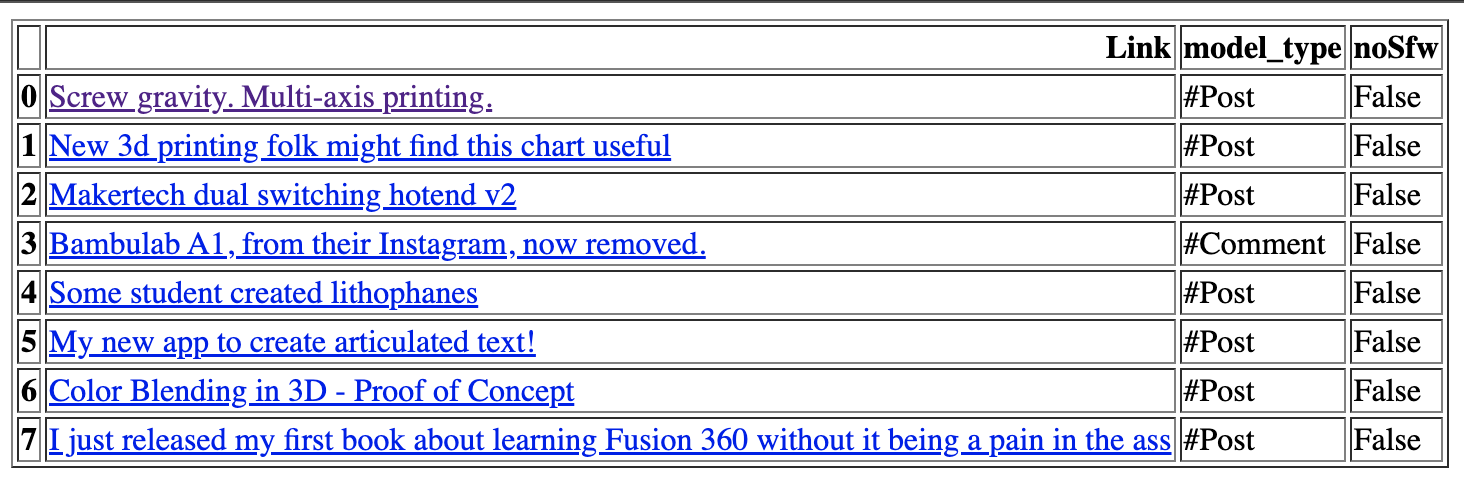 Link model_type noSfw
0 Screw gravity. Multi-axis printing. #Post False
1 New 3d printing folk might find this chart useful #Post False
2 Makertech dual switching hotend v2 #Post False
3 Bambulab A1, from their Instagram, now removed. #Comment False
4 Some student created lithophanes #Post False
5 My new app to create articulated text! #Post False
6 Color Blending in 3D - Proof of Concept #Post False
7 I just released my first book about learning Fusion 360 without it being a pain in the ass #Post False